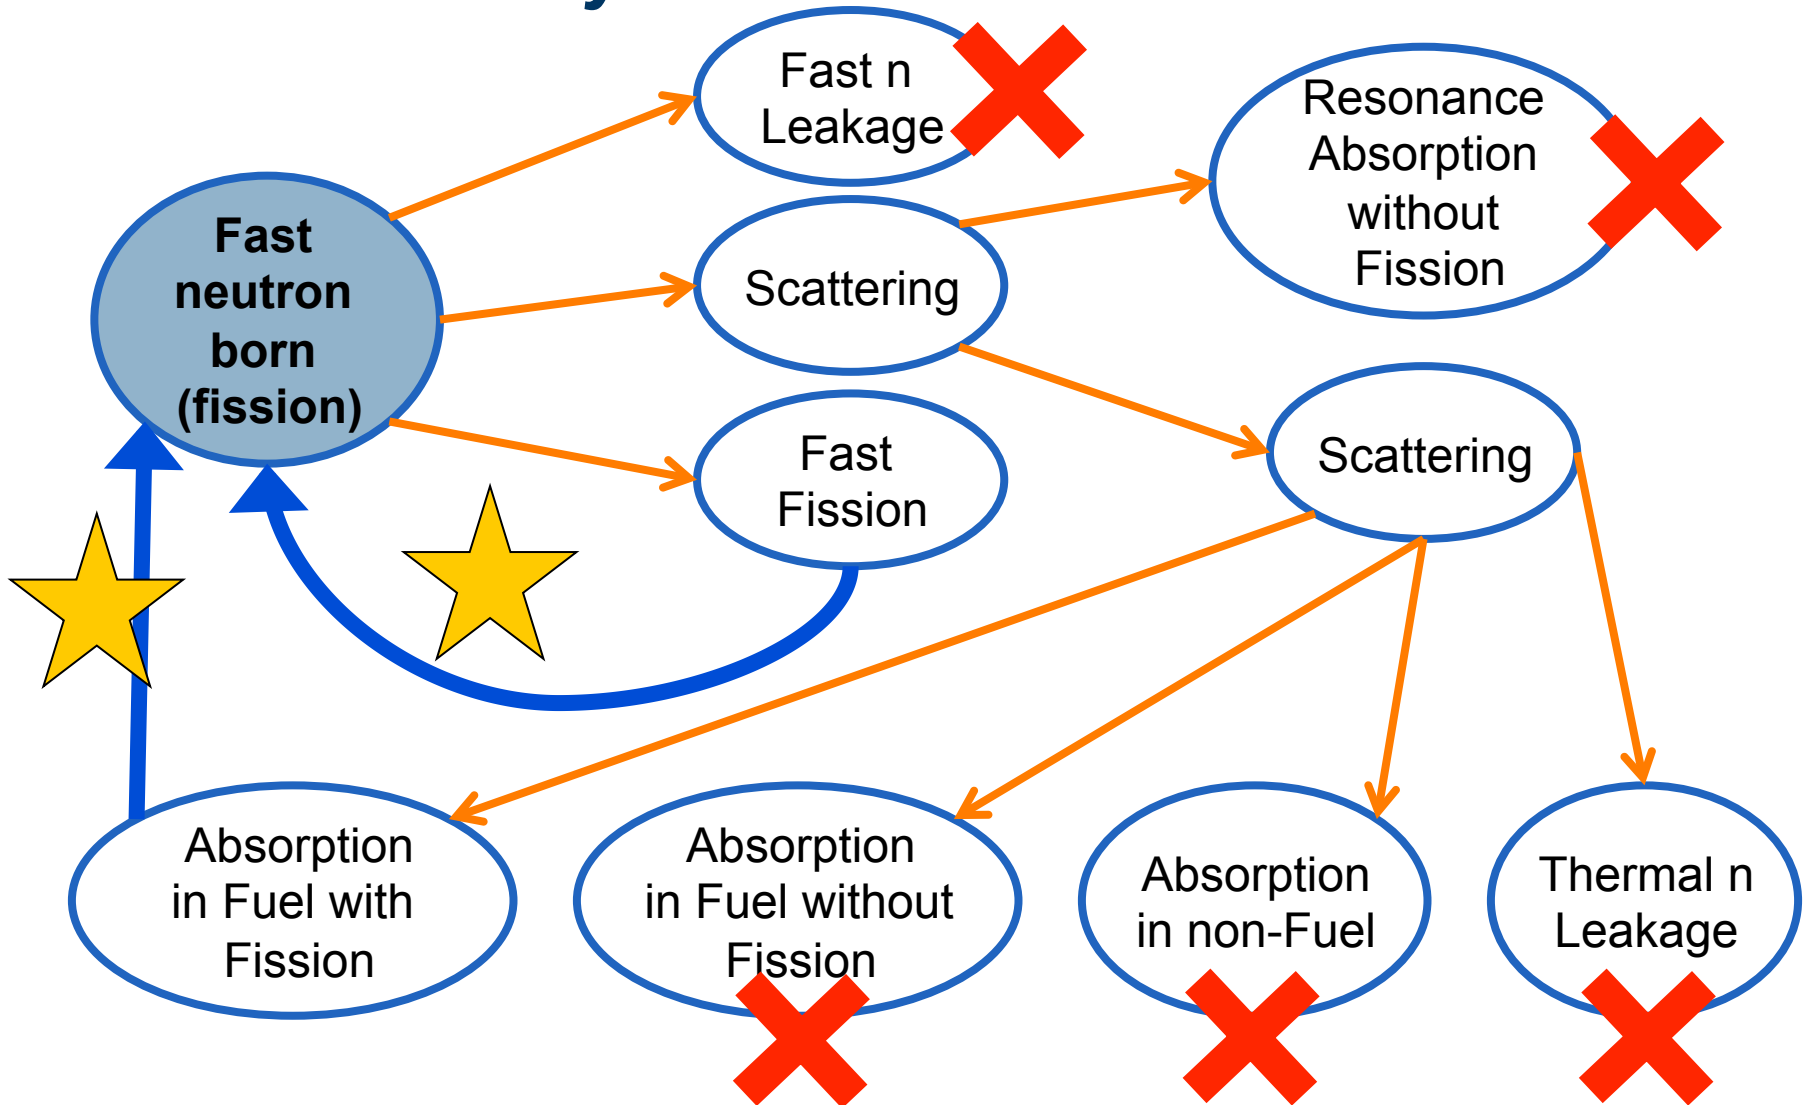 Fast n
Leakage
Resonance
Absorption
without
Fission
Fast
neutron
born
(fission)
Scattering
Scattering
Fast
Fission
Absorption
in Fuel with
Fission
Absorption
in Fuel without
Fission
Absorption
in non-Fuel
Thermal n
Leakage